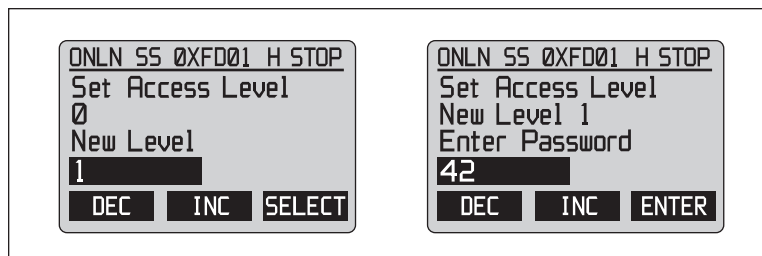 ONLN SS 0XFD01 H STOP
Set Access Level
0
New Level
1
DEC INC SELECT
ONLN SS 0XFD01 H STOP
Set Access Level
New Level 1
Enter Password
42
DEC INC ENTER